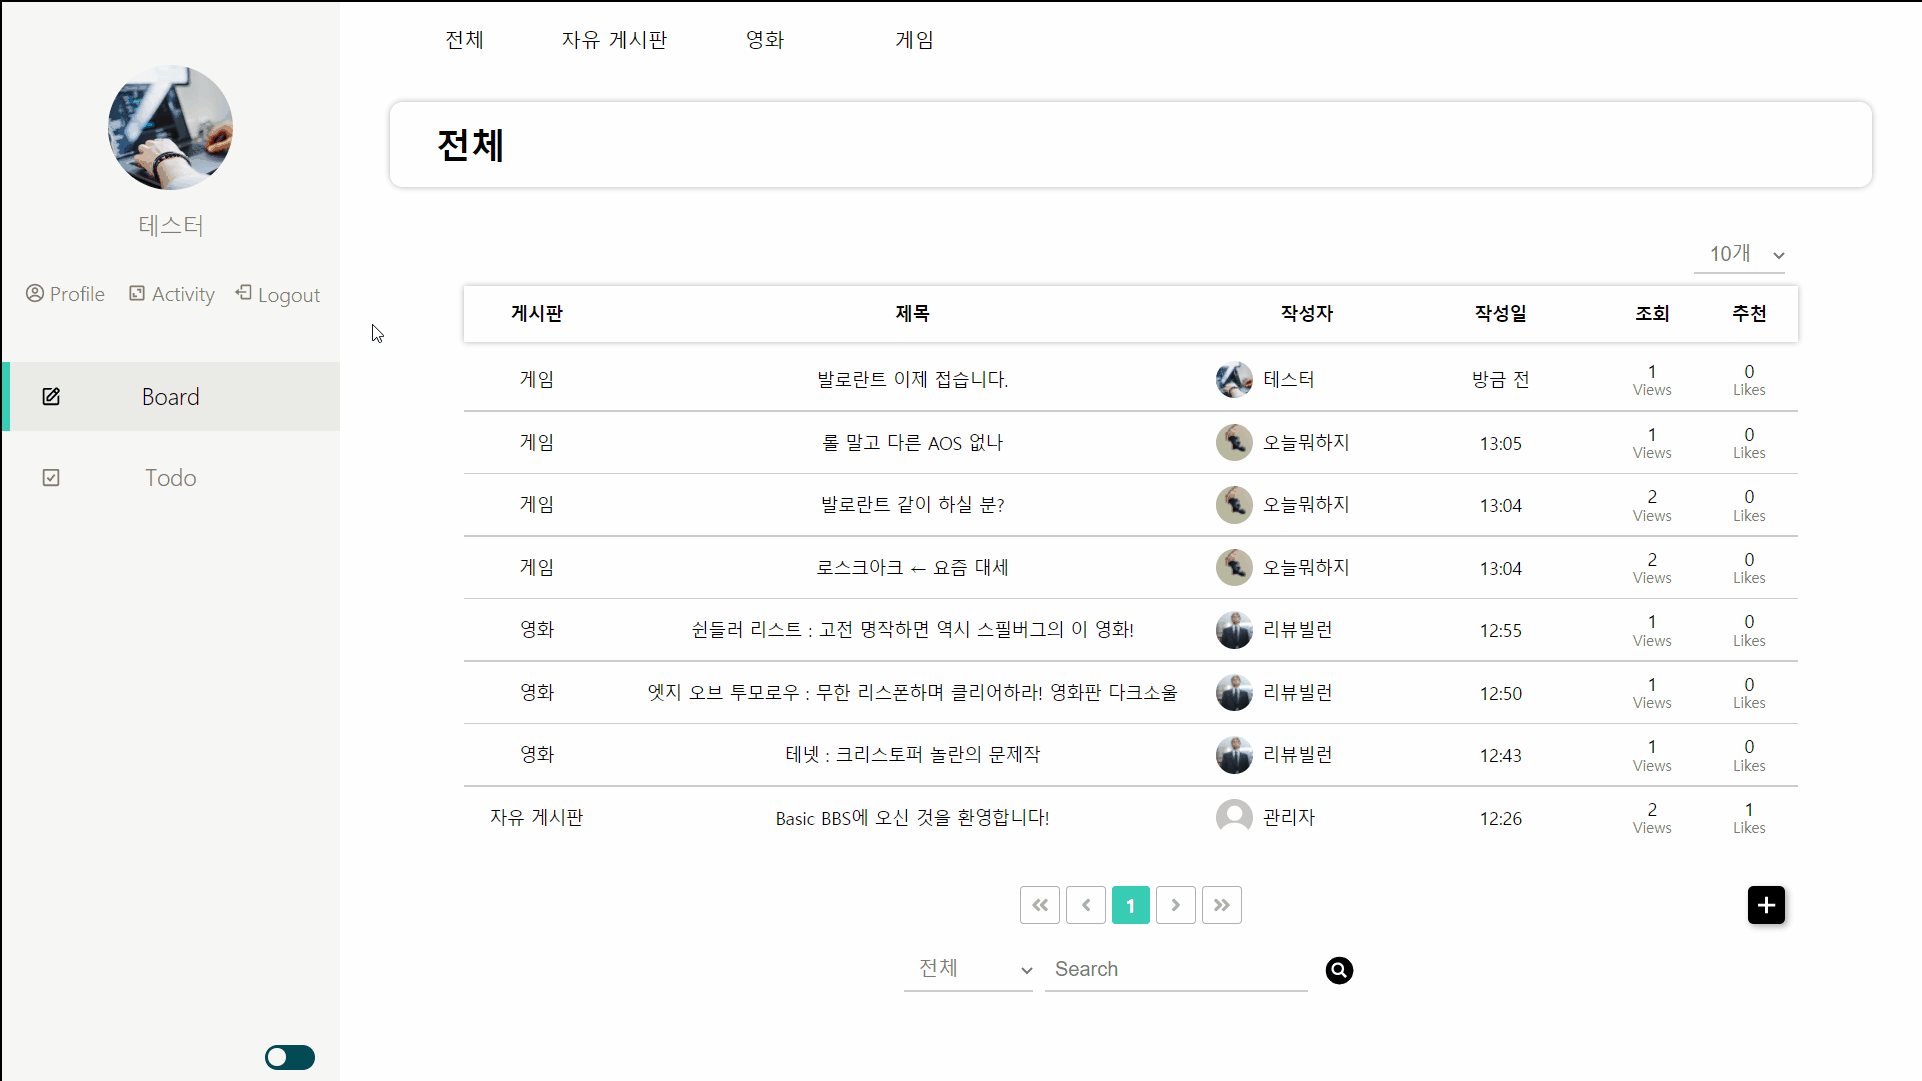 전체 자유 게시판 영화 게임
테스터
Profile Activity Logout
Board
Todo
전체
10개
게시판 제목 작성자 작성일 조회 추천
게임 발로란트 이제 접습니다. 테스터 방금 전 1 Views 0 Likes
게임 롤 말고 다른 AOS 없나 오늘뭐하지 13:05 1 Views 0 Likes
게임 발로란트 같이 하실 분? 오늘뭐하지 13:04 2 Views 0 Likes
게임 로스크아크 ← 요즘 대세 오늘뭐하지 13:04 2 Views 0 Likes
영화 쉰들러 리스트 : 고전 명작하면 역시 스필버그의 이 영화! 리뷰빌런 12:55 1 Views 0 Likes
영화 엣지 오브 투모로우 : 무한 리스폰하며 클리어하라! 영화판 다크소울 리뷰빌런 12:50 1 Views 0 Likes
영화 테넷 : 크리스토퍼 놀란의 문제작 리뷰빌런 12:43 1 Views 0 Likes
자유 게시판 Basic BBS에 오신 것을 환영합니다! 관리자 12:26 2 Views 1 Likes
1
전체 Search